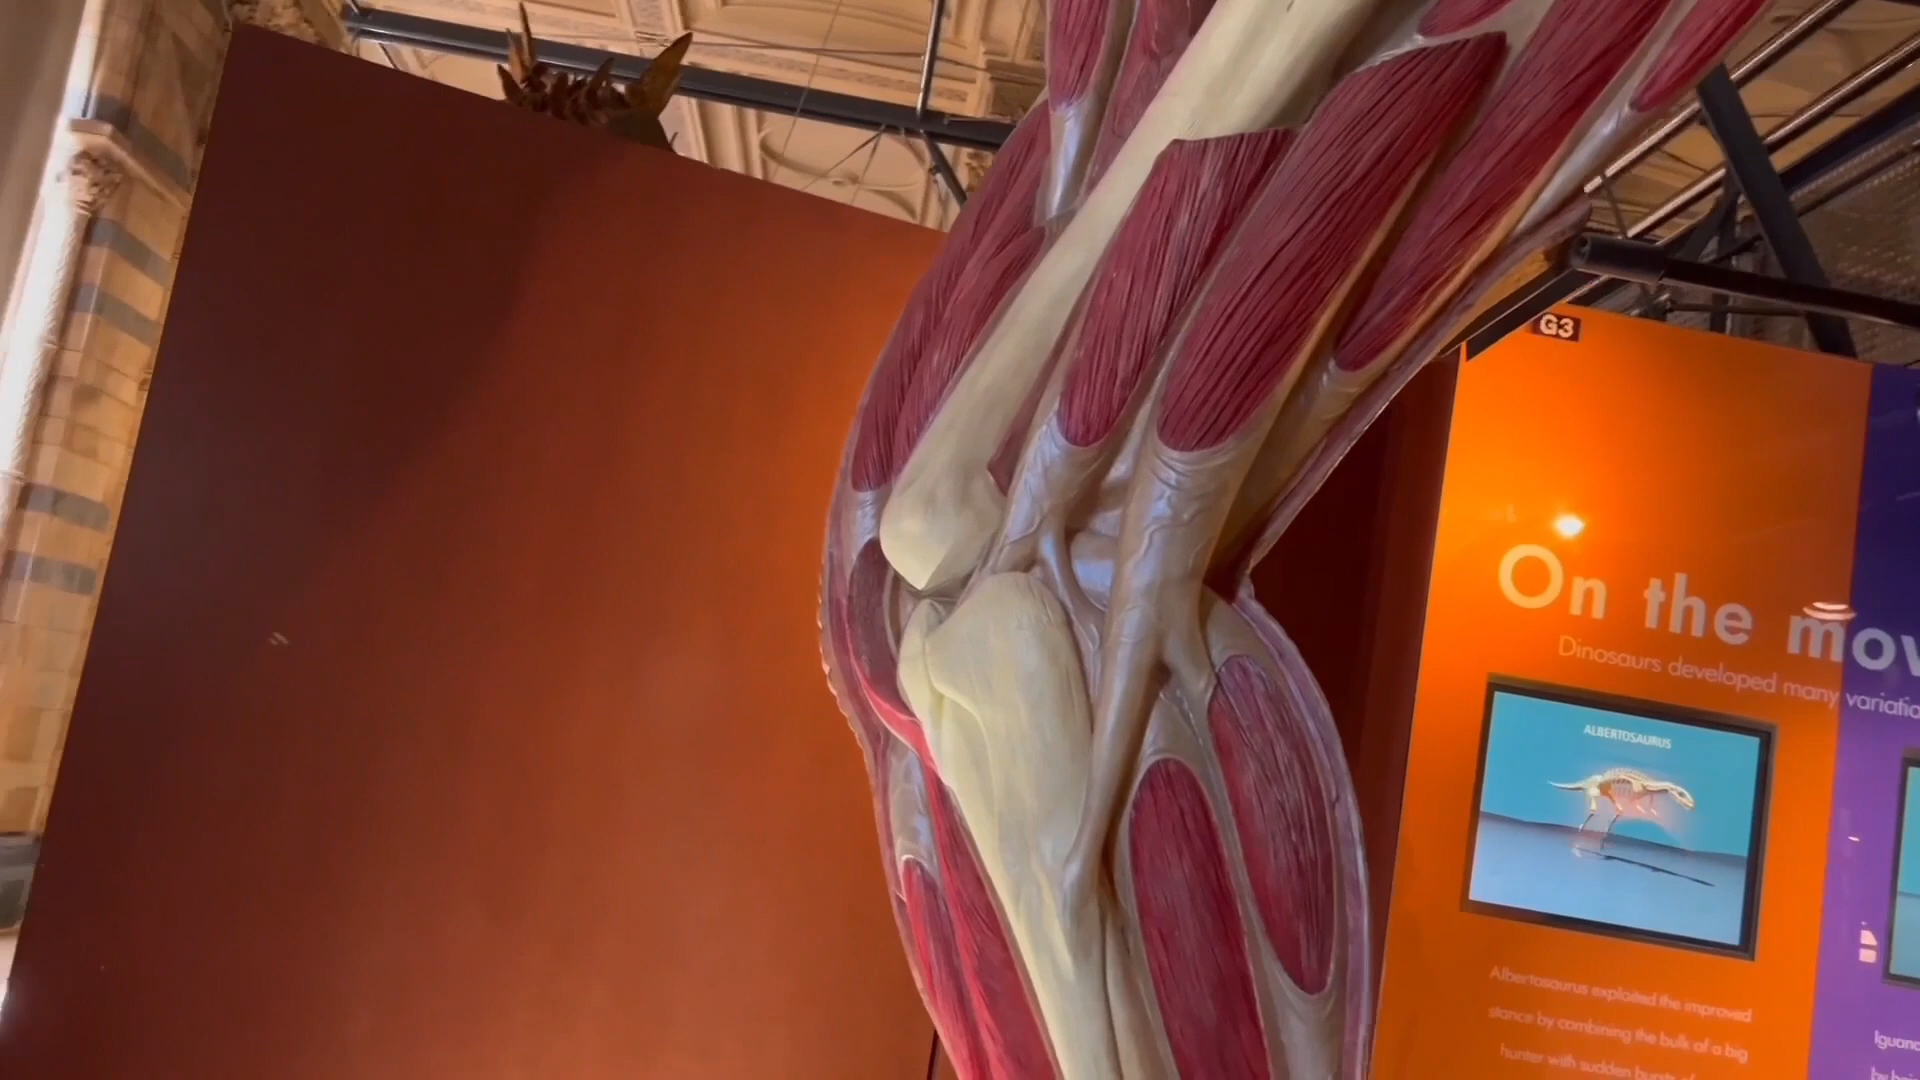 G3
On the mov
Dinosaurs developed many variatio
ALBERTOSAURUS
Albertosaurus exploited the improved
stance by combining the bulk of a big
hunter with sudden bursts of
Iguano